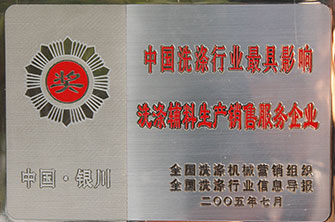 奖
中国·银川
中国洗涤行业最具影响
洗涤辅料生产销售服务企业
全国洗涤机械营销组织
全国洗涤行业信息导报
二〇〇五年七月